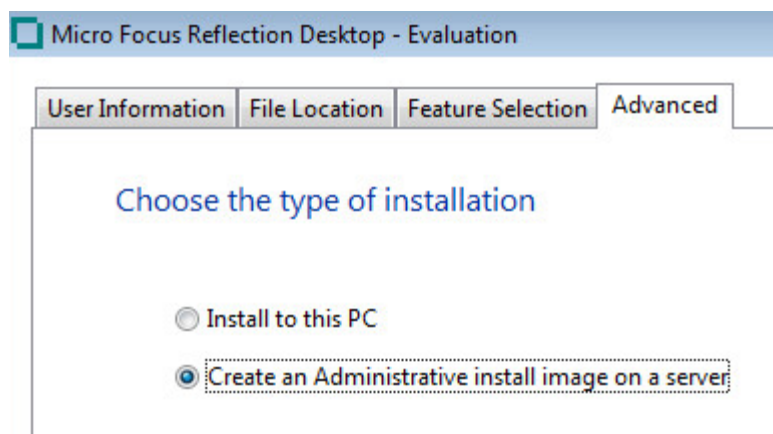 Micro Focus Reflection Desktop - Evaluation
User Information File Location Feature Selection Advanced
Choose the type of installation
Install to this PC
Create an Administrative install image on a server